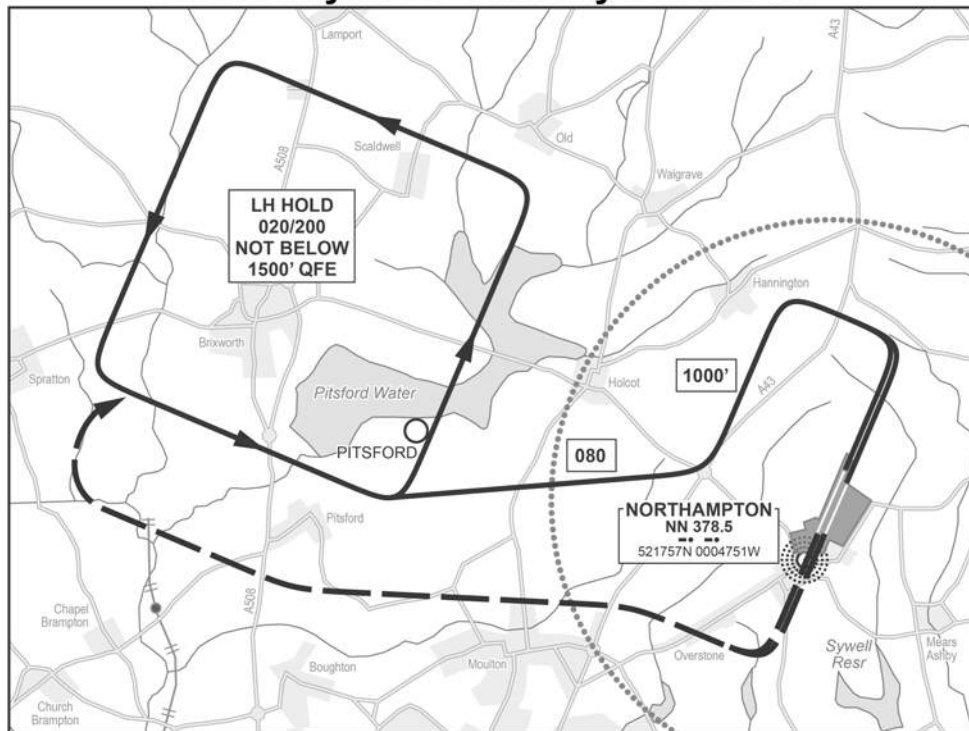 Lamport
A43
Old
Scaldwell
A508
Walgrave
LH HOLD
020/200
NOT BELOW
1500' QFE
Hannington
Brixworth
Spratton
Pitsford Water
Holcot
1000'
A43
PITSFORD
080
NORTHAMPTON
NN 378.5
521757N 0004751W
Pitsford
A508
Chapel
Brampton
Boughton
Moulton
Overstone
Sywell
Resr
Mears
Ashby
Church
Brampton